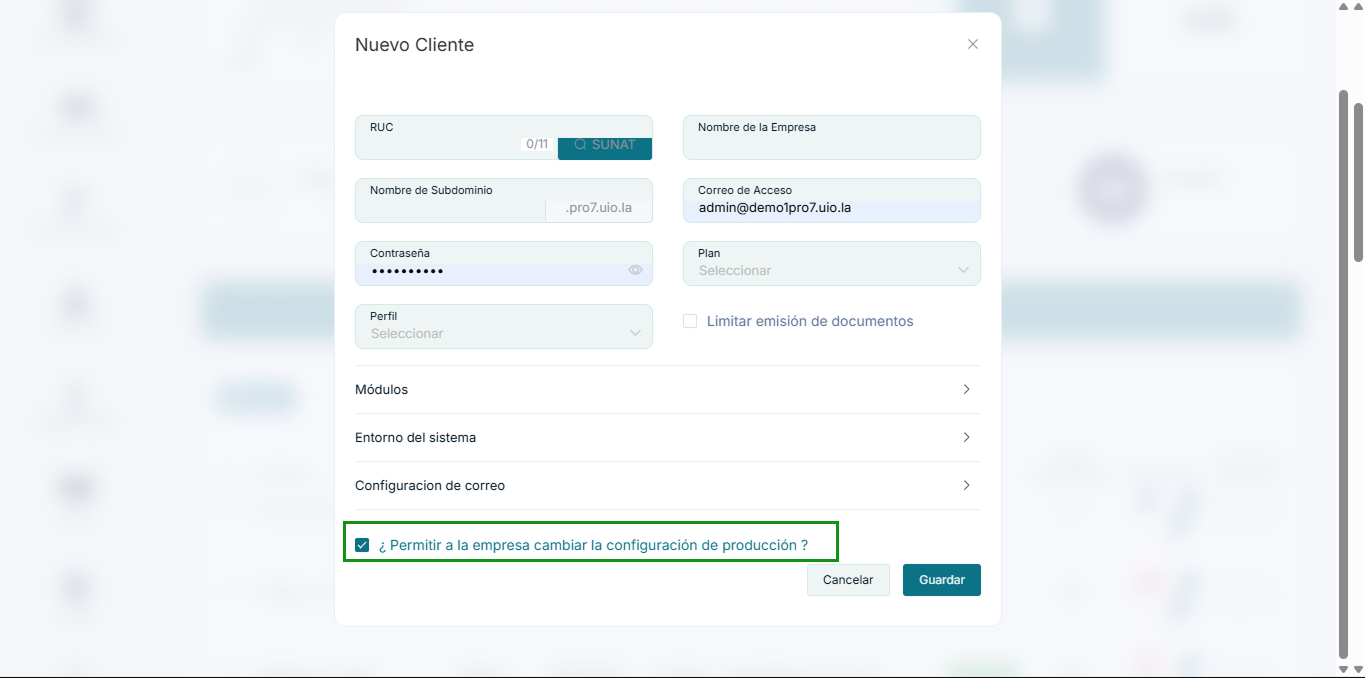 Nuevo Cliente
RUC
0/11
SUNAT
Nombre de la Empresa
Nombre de Subdominio
.pro7.uio.la
Correo de Acceso
admin@demo1pro7.uio.la
Contraseña
••••••••••
Plan
Seleccionar
Perfil
Seleccionar
Limitar emisión de documentos
Módulos
Entorno del sistema
Configuracion de correo
¿ Permitir a la empresa cambiar la configuración de producción ?
Cancelar
Guardar